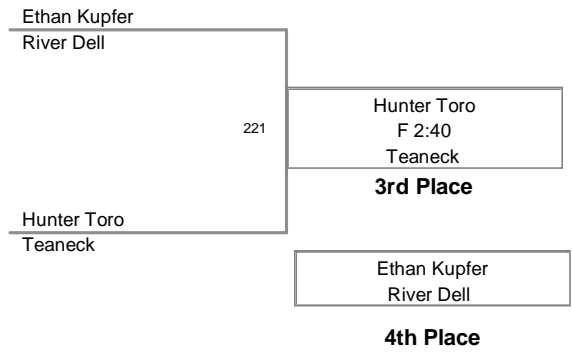 Ethan Kupfer
River Dell
221
Hunter Toro
F 2:40
Teaneck
3rd Place
Hunter Toro
Teaneck
Ethan Kupfer
River Dell
4th Place